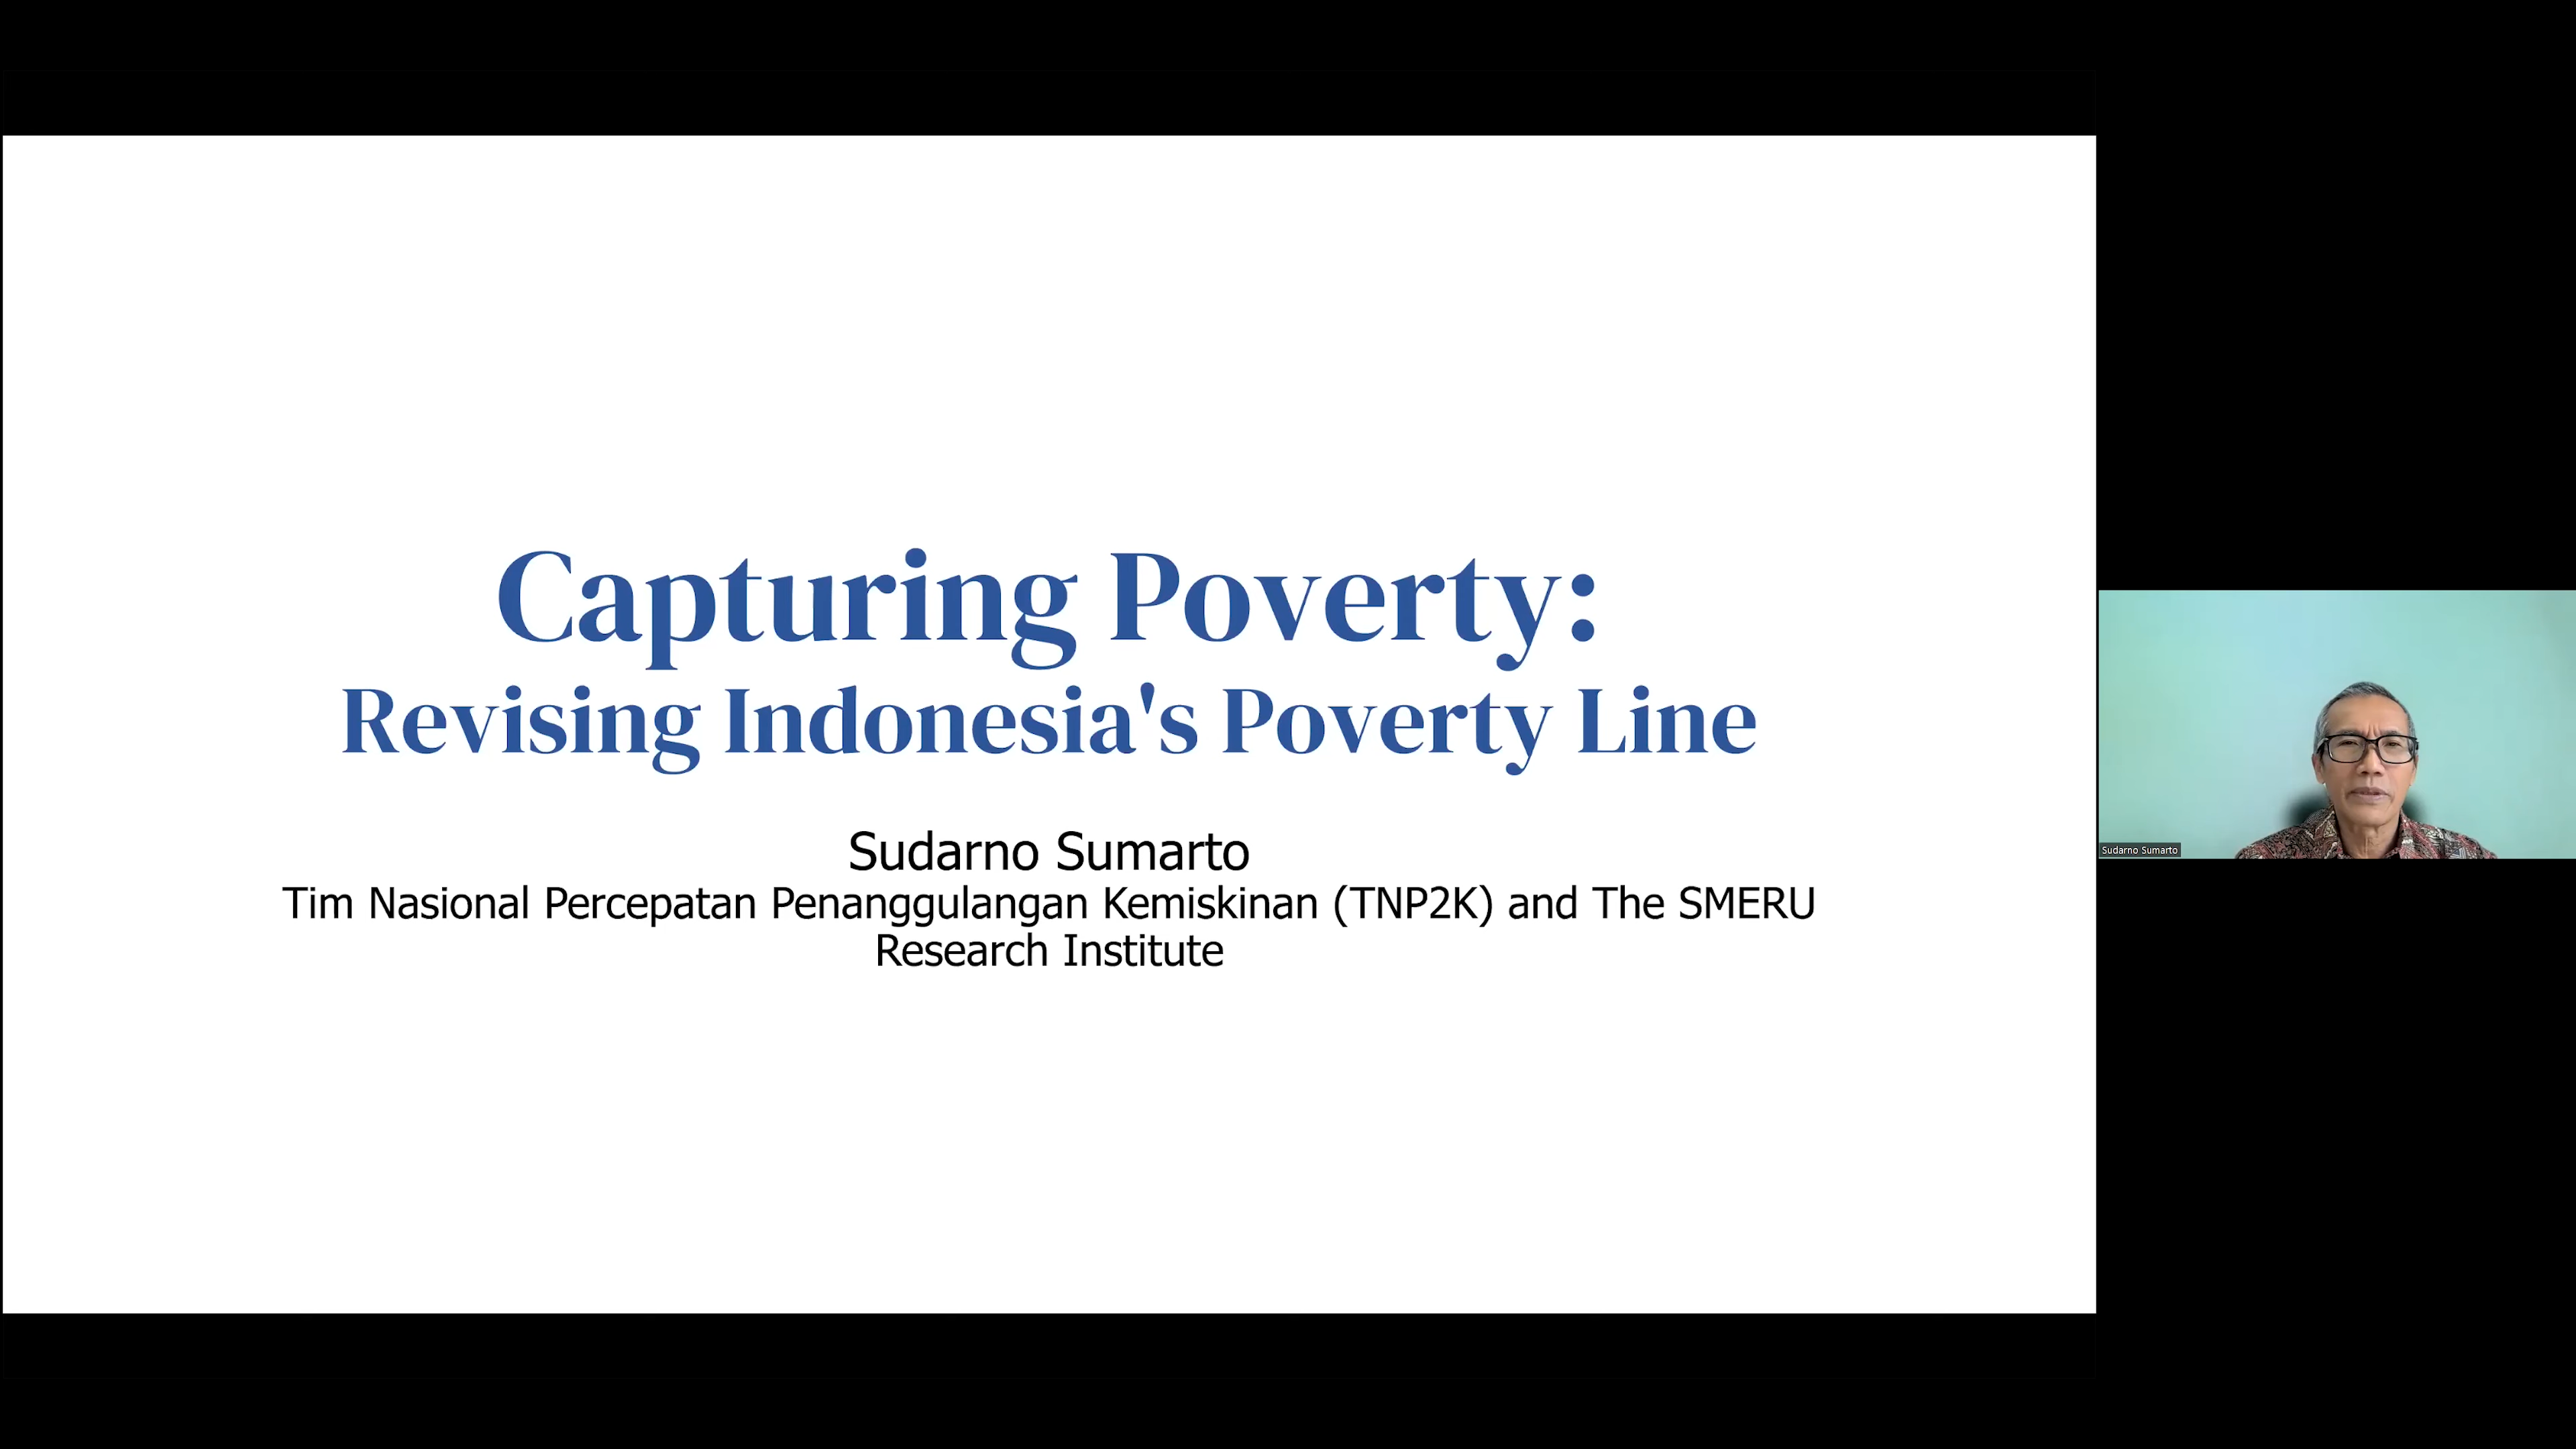 Capturing Poverty:
Revising Indonesia's Poverty Line
Sudarno Sumarto
Tim Nasional Percepatan Penanggulangan Kemiskinan (TNP2K) and The SMERU
Research Institute
Sudarno Sumarto